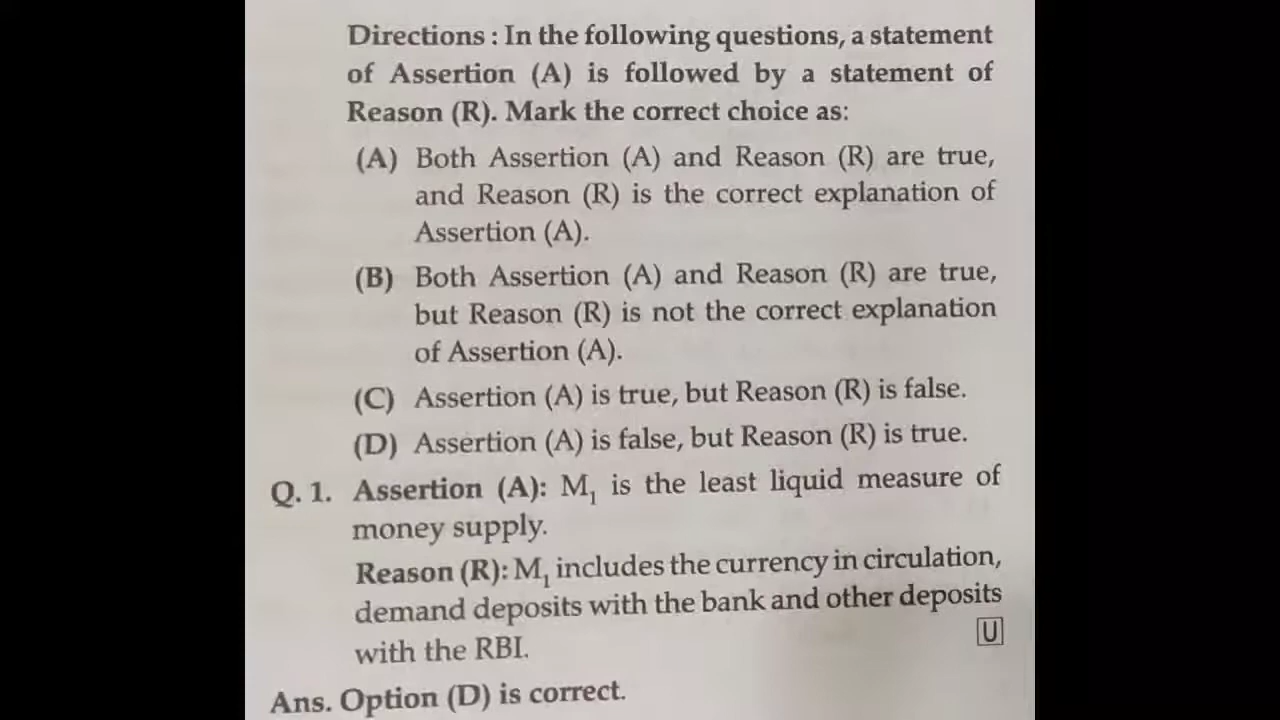 Directions : In the following questions, a statement
of Assertion (A) is followed by a statement of
Reason (R). Mark the correct choice as:
(A) Both Assertion (A) and Reason (R) are true,
and Reason (R) is the correct explanation of
Assertion (A).
(B) Both Assertion (A) and Reason (R) are true,
but Reason (R) is not the correct explanation
of Assertion (A).
(C) Assertion (A) is true, but Reason (R) is false.
(D) Assertion (A) is false, but Reason (R) is true.
Q. 1. Assertion (A): M₁ is the least liquid measure of
money supply.
Reason (R): M₁ includes the currency in circulation,
demand deposits with the bank and other deposits
with the RBI. U
Ans. Option (D) is correct.